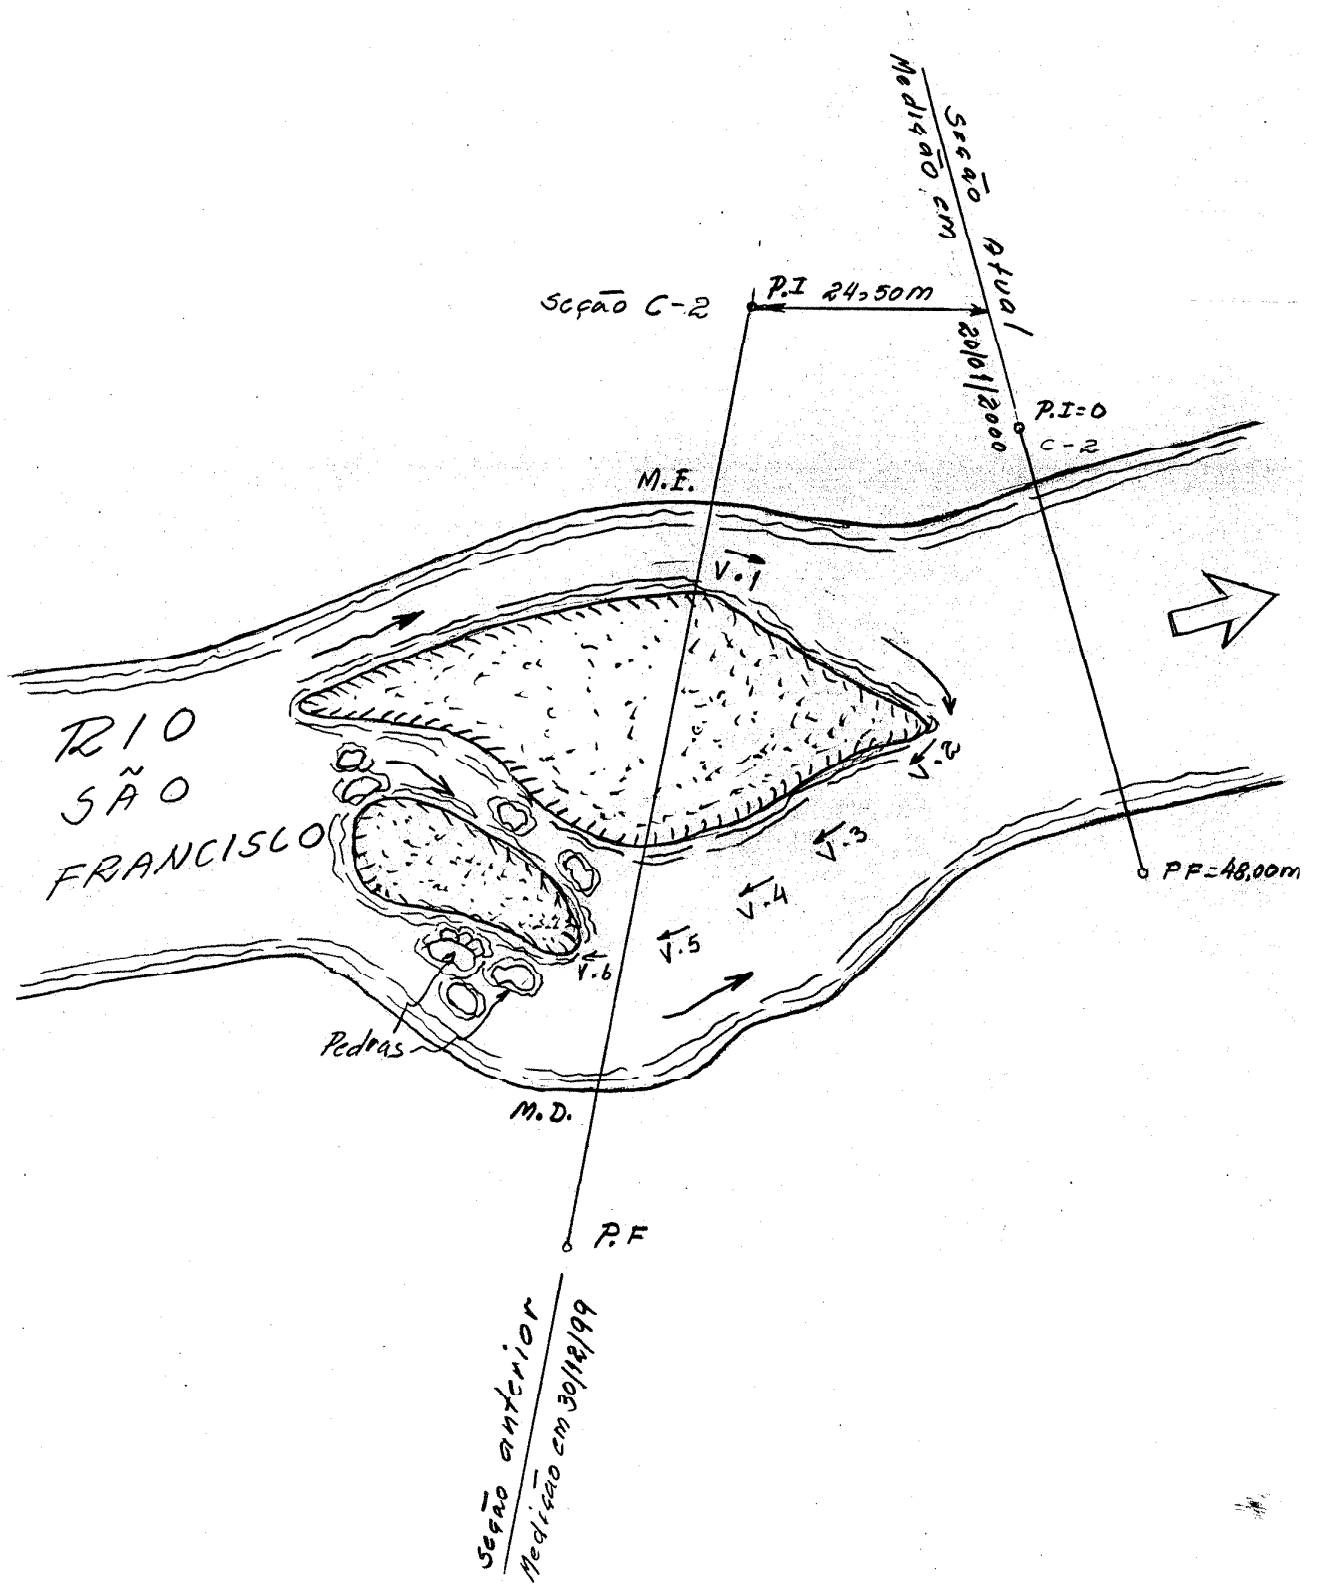 Seção Atual
Medição em 20/01/2000
Seção C-2
P.I 24,50m
P.I=0
C-2
M.E.
V.1
RIO
SÃO
FRANCISCO
V.2
V.3
V.4
V.5
V.6
PF=48,00m
Pedras
M.D.
P.F
Seção anterior
Medição em 30/12/99